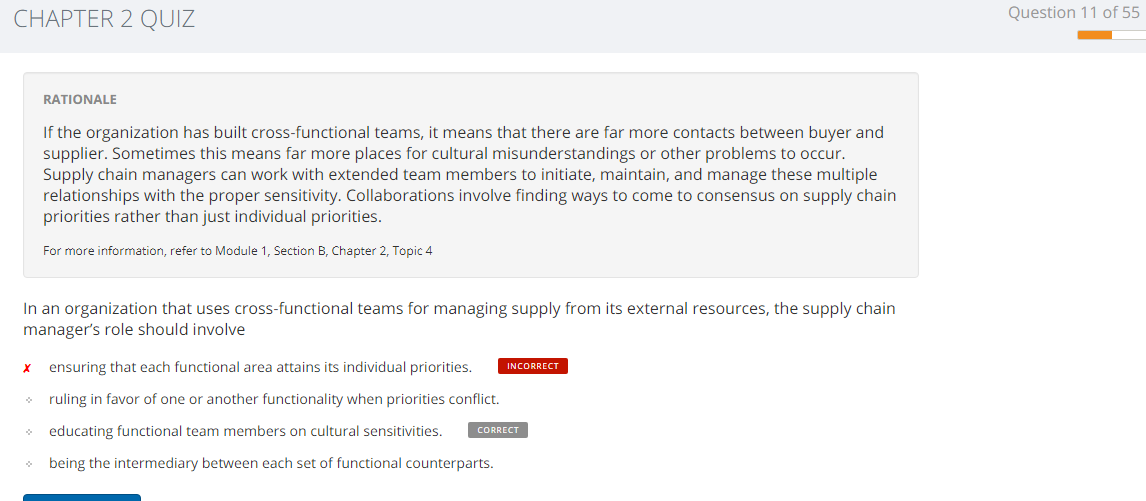 CHAPTER 2 QUIZ
Question 11 of 55
RATIONALE
If the organization has built cross-functional teams, it means that there are far more contacts between buyer and
supplier. Sometimes this means far more places for cultural misunderstandings or other problems to occur.
Supply chain managers can work with extended team members to initiate, maintain, and manage these multiple
relationships with the proper sensitivity. Collaborations involve finding ways to come to consensus on supply chain
priorities rather than just individual priorities.
For more information, refer to Module 1, Section B, Chapter 2, Topic 4
In an organization that uses cross-functional teams for managing supply from its external resources, the supply chain
manager’s role should involve
✗ ensuring that each functional area attains its individual priorities. INCORRECT
ruling in favor of one or another functionality when priorities conflict.
educating functional team members on cultural sensitivities. CORRECT
being the intermediary between each set of functional counterparts.